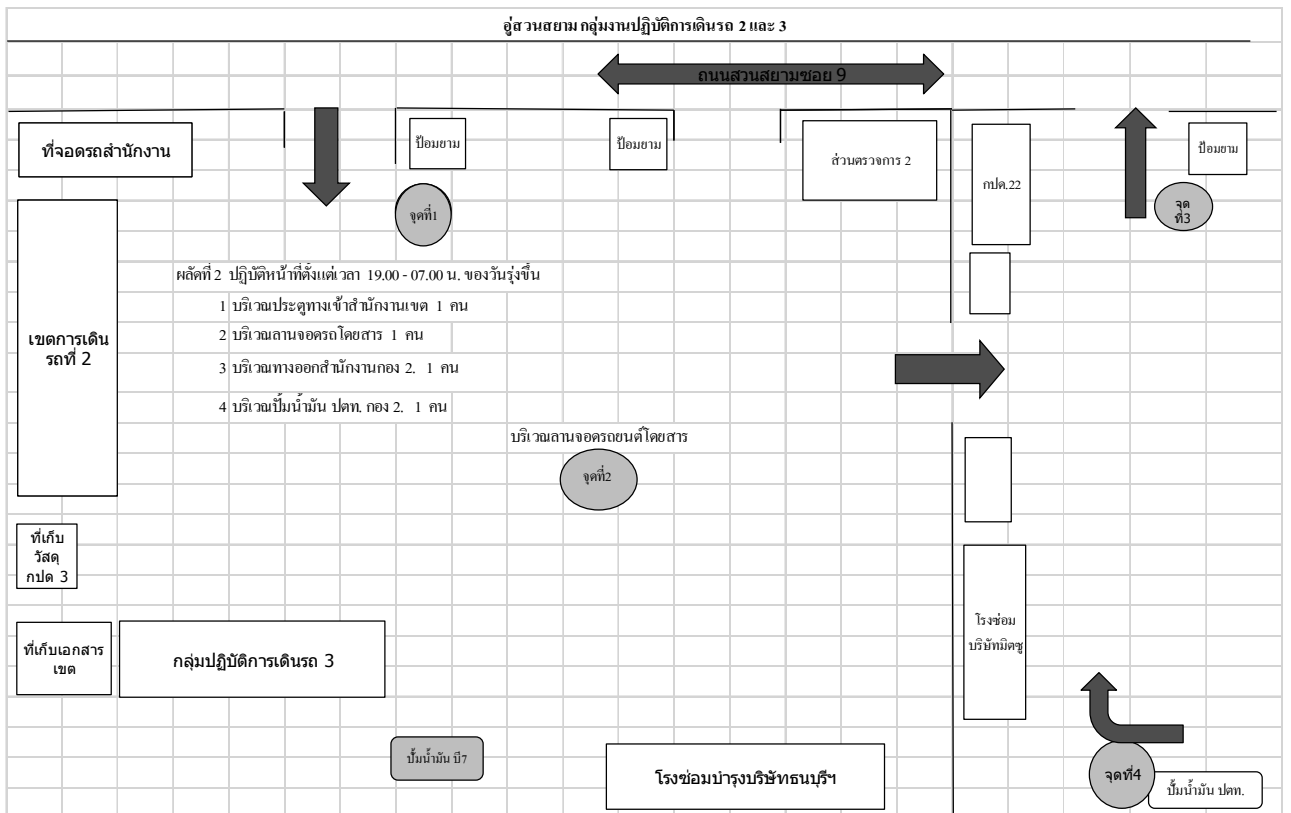 อู่สวนสยาม กลุ่มงานปฏิบัติการเดินรถ 2 และ 3
ถนนสวนสยามซอย 9
ที่จอดรถสำนักงาน
ป้อมยาม
ป้อมยาม
ส่วนตรวจการ 2
กปด.22
ป้อมยาม
จุดที่1
จุด
ที่3
ผลัดที่ 2 ปฏิบัติหน้าที่ตั้งแต่เวลา 19.00 - 07.00 น. ของวันรุ่งขึ้น
1 บริเวณประตูทางเข้าสำนักงานเขต 1 คน
2 บริเวณลานจอดรถโดยสาร 1 คน
3 บริเวณทางออกสำนักงานกอง 2. 1 คน
4 บริเวณปั๊มน้ำมัน ปตท. กอง 2. 1 คน
เขตการเดิน
รถที่ 2
บริเวณลานจอดรถยนต์โดยสาร
จุดที่2
ที่เก็บ
วัสดุ
กปด 3
ที่เก็บเอกสาร
เขต
กลุ่มปฏิบัติการเดินรถ 3
โรงซ่อม
บริษัทมิตซู
ปั้มน้ำมัน บี7
โรงซ่อมบำรุงบริษัทธนบุรีฯ
จุดที่4
ปั้มน้ำมัน ปตท.